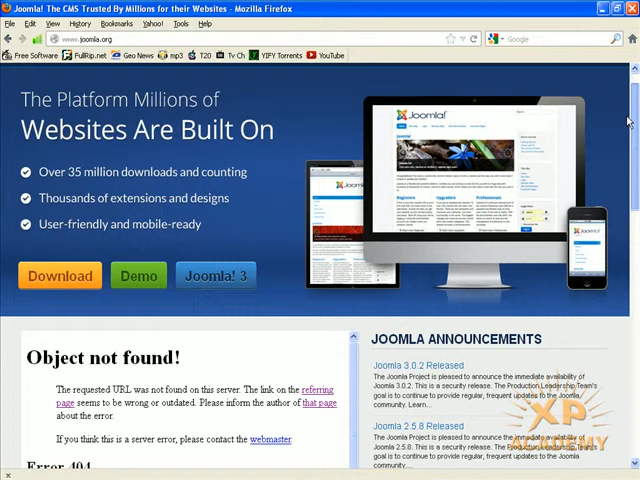 Joomla! The CMS Trusted By Millions for their Websites - Mozilla Firefox
File Edit View History Bookmarks Yahoo! Tools Help
www.joomla.org
Google
Free Software FullRip.net Geo News mp3 T20 Tv Ch YIFY Torrents YouTube
The Platform Millions of
Websites Are Built On
Over 35 million downloads and counting
Thousands of extensions and designs
User-friendly and mobile-ready
Download Demo Joomla! 3
Joomla!
Object not found!
The requested URL was not found on this server. The link on the referring
page seems to be wrong or outdated. Please inform the author of that page
about the error.
If you think this is a server error, please contact the webmaster.
Error 404
JOOMLA ANNOUNCEMENTS
Joomla 3.0.2 Released
The Joomla Project is pleased to announce the immediate availability of
Joomla 3.0.2. This is a security release. The Production Leadership Team's
goal is to continue to provide regular, frequent updates to the Joomla
community. Learn...
Joomla 2.5.8 Released
The Joomla Project is pleased to announce the immediate availability of
Joomla 2.5.8. This is a security release. The Production Leadership Team's
goal is to continue to provide regular, frequent updates to the Joomla
XP
ACADEMY